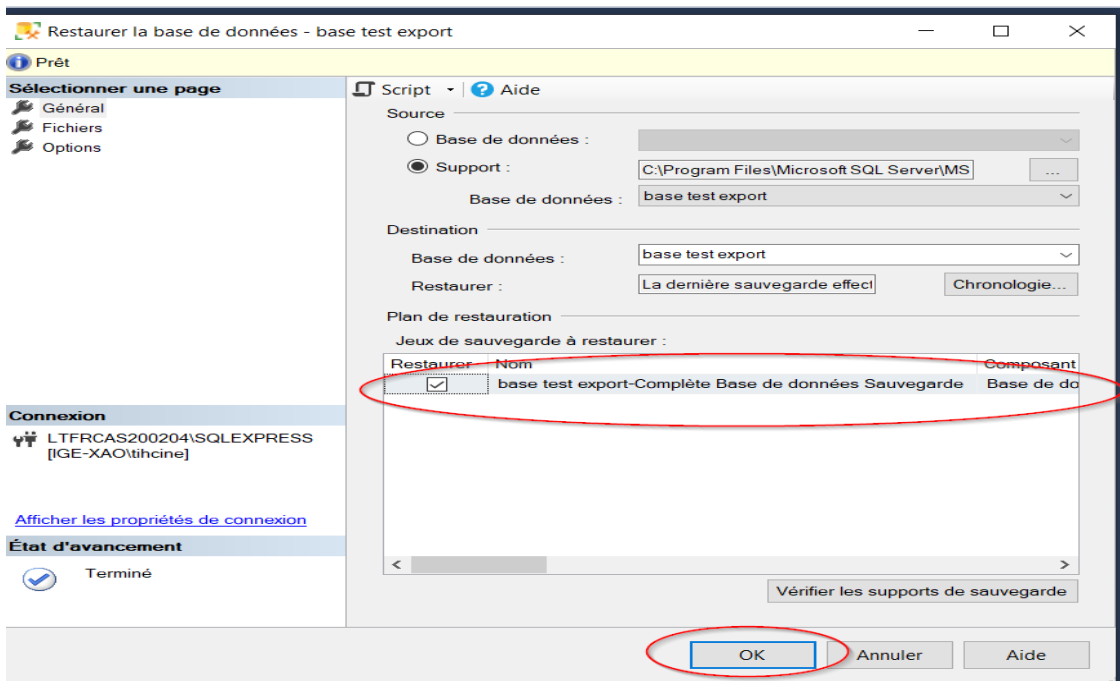 Restaurer la base de données - base test export
Prêt
Sélectionner une page
Général
Fichiers
Options
Script
Aide
Source
Base de données :
Support :
C:\Program Files\Microsoft SQL Server\MS
...
Base de données :
base test export
Destination
Base de données :
base test export
Restaurer :
La dernière sauvegarde effect
Chronologie...
Plan de restauration
Jeux de sauvegarde à restaurer :
Restaurer Nom Composant
base test export-Complète Base de données Sauvegarde Base de do
Connexion
LTFRCAS200204\SQLEXPRESS
[IGE-XAO\tihcine]
Afficher les propriétés de connexion
État d'avancement
Terminé
Vérifier les supports de sauvegarde
OK
Annuler
Aide